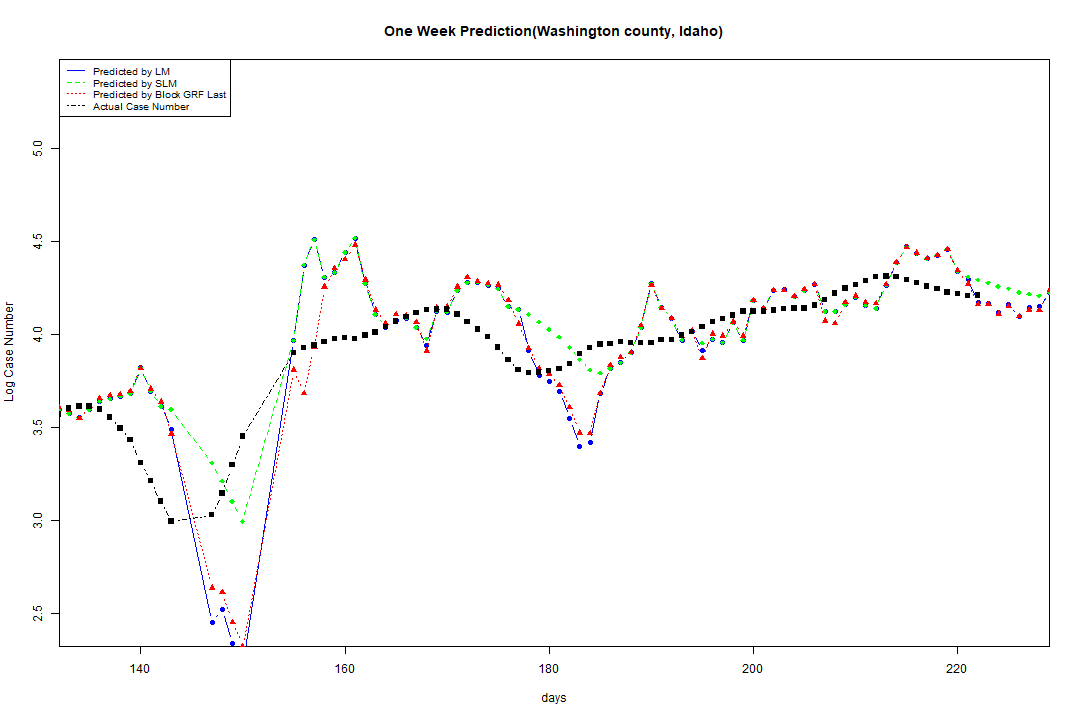 One Week Prediction(Washington county, Idaho)
Predicted by LM
Predicted by SLM
Predicted by Block GRF Last
Actual Case Number
5.0
4.5
4.0
3.5
3.0
2.5
Log Case Number
140 160 180 200 220
days